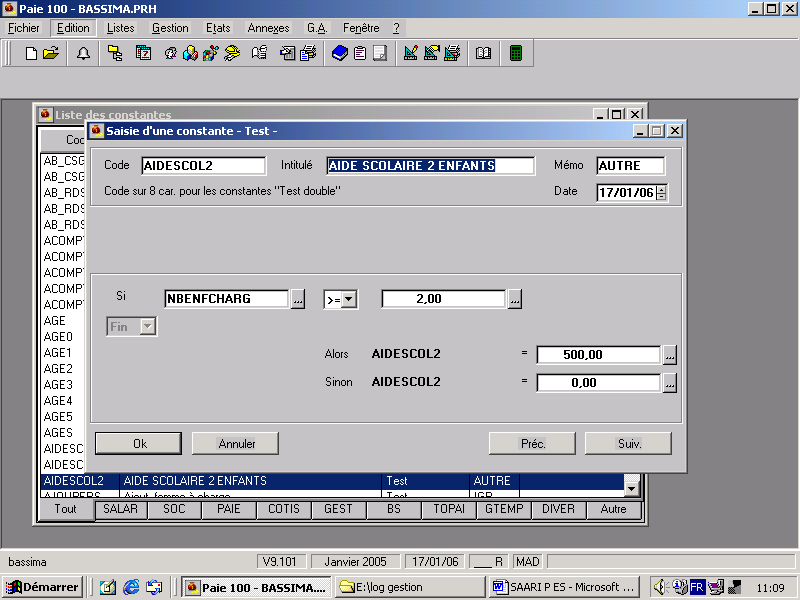 Paie 100 - BASSIMA.PRH
Fichier Edition Listes Gestion Etats Annexes G.A. Fenêtre ?
Liste des constantes
Saisie d'une constante - Test -
Code AIDESCOL2 Intitulé AIDE SCOLAIRE 2 ENFANTS Mémo AUTRE
Code sur 8 car. pour les constantes "Test double" Date 17/01/06
Si NBENFCHARG ... >= 2,00 ...
Fin
Alors AIDESCOL2 = 500,00 ...
Sinon AIDESCOL2 = 0,00 ...
Ok Annuler Préc. Suiv.
AB_CSG
AB_CSG
AB_RDS
AB_RDS
AB_RDS
ACOMP
ACOMP
ACOMP
ACOMP
ACOMP
AGE
AGE0
AGE1
AGE2
AGE3
AGE4
AGE5
AGES
AIDESC
AIDESC
AIDESCOL2 AIDE SCOLAIRE 2 ENFANTS Test AUTRE
AJOUPERS Ajout femme à charge Test IGR
Tout SALAR SOC PAIE COTIS GEST BS TOPAI GTEMP DIVER Autre
bassima V9.101 Janvier 2005 17/01/06 ___ R MAD
Démarrer Paie 100 - BASSIMA.... E:\log gestion SAARI P ES - Microsoft ... FR 11:09